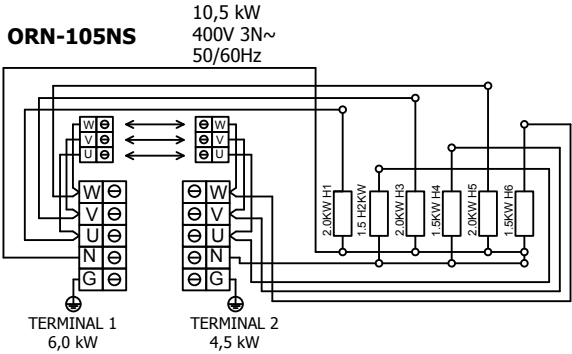 10,5 kW
ORN-105NS
400V 3N~
50/60Hz
W
V
U
W
V
U
W
V
U
N
G
W
V
U
N
G
2.0KW H1
1.5 H2KW
2.0KW H3
1.5KW H4
2.0KW H5
1.5KW H6
TERMINAL 1
6,0 kW
TERMINAL 2
4,5 kW